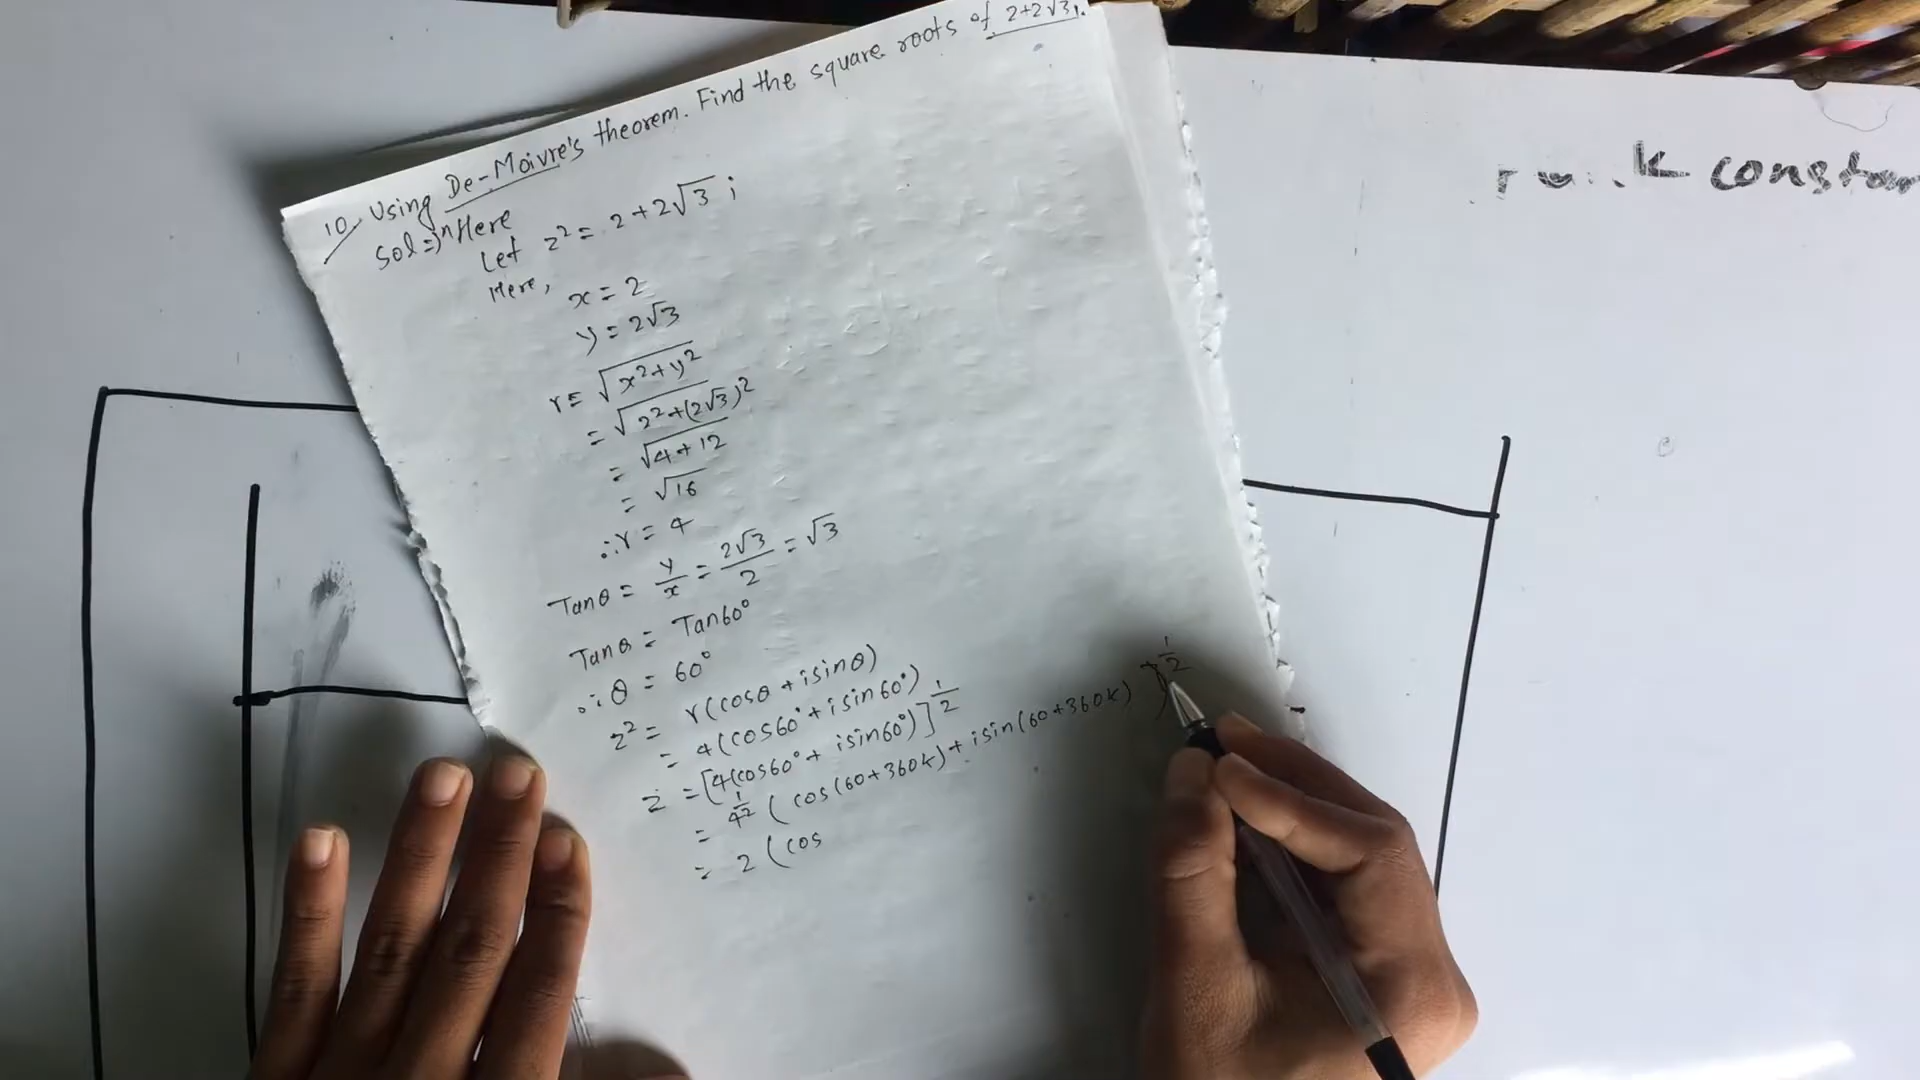 10. Using De-Moivre's theorem. Find the square roots of 2+2√3i.
Solⁿ⇒ Here
Let z² = 2+2√3 i
Here,
x = 2
y = 2√3
r = √(x²+y²)
= √(2²+(2√3)²)
= √(4+12)
= √16
∴ r = 4
Tanθ = y/x = 2√3/2 = √3
Tanθ = Tan60°
∴ θ = 60°
z² = r(cosθ + isinθ)
= 4(cos60° + isin60°)
z = [4(cos60° + isin60°)]^1/2
= 4^1/2 ( cos(60+360k) + isin(60+360k) )^1/2
= 2 (cos
k constan